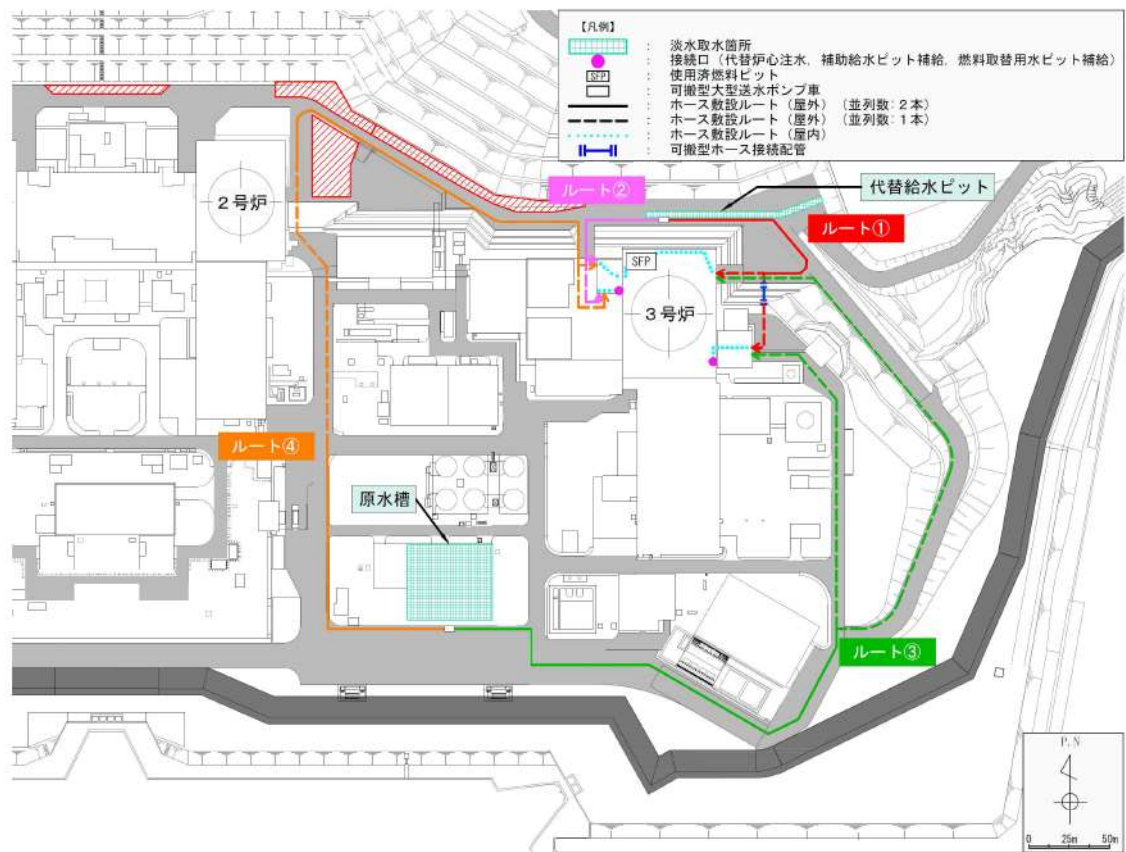 【凡例】
： 淡水取水箇所
： 接続口（代替炉心注水，補助給水ピット補給，燃料取替用水ピット補給）
SFP ： 使用済燃料ピット
： 可搬型大型送水ポンプ車
： ホース敷設ルート（屋外）（並列数：２本）
： ホース敷設ルート（屋外）（並列数：１本）
： ホース敷設ルート（屋内）
： 可搬型ホース接続配管
ルート②
代替給水ピット
２号炉
ルート①
SFP
３号炉
ルート④
原水槽
ルート③
P.N
0 25m 50m